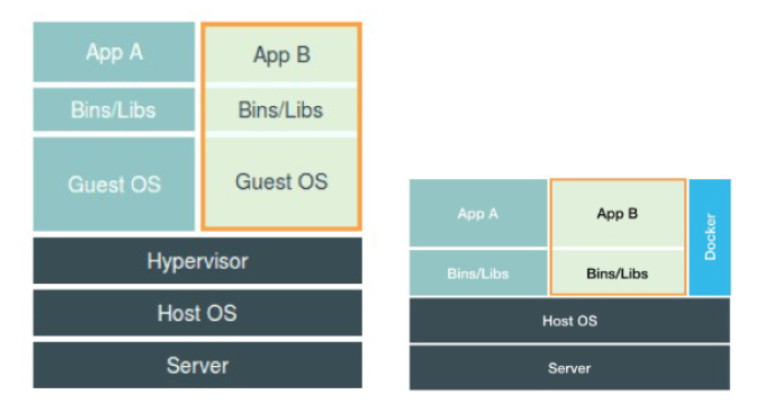 App A
App B
Bins/Libs
Bins/Libs
Guest OS
Guest OS
Hypervisor
Host OS
Server
App A
App B
Docker
Bins/Libs
Bins/Libs
Host OS
Server